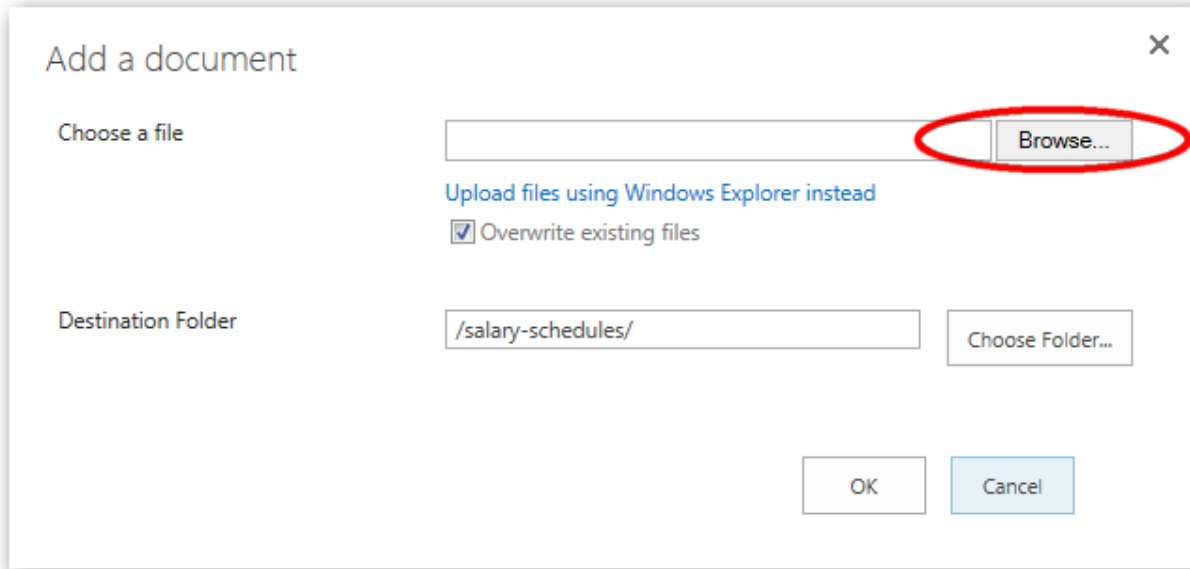 Add a document
Choose a file
Browse...
Upload files using Windows Explorer instead
Overwrite existing files
Destination Folder
/salary-schedules/
Choose Folder...
OK
Cancel